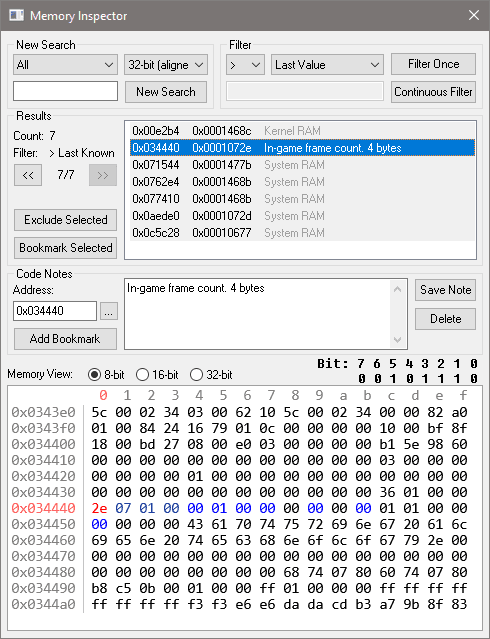 Memory Inspector
New Search
Filter
All
32-bit (aligne
>
Last Value
Filter Once
New Search
Continuous Filter
Results
Count: 7
Filter: > Last Known
<< 7/7 >>
Exclude Selected
Bookmark Selected
0x00e2b4 0x0001468c Kernel RAM
0x034440 0x0001072e In-game frame count. 4 bytes
0x071544 0x0001477b System RAM
0x0762e4 0x0001468b System RAM
0x077410 0x0001468b System RAM
0x0aede0 0x0001072d System RAM
0x0c5c28 0x00010677 System RAM
Code Notes
Address:
0x034440 ...
Add Bookmark
In-game frame count. 4 bytes
Save Note
Delete
Memory View: 8-bit 16-bit 32-bit
Bit: 7 6 5 4 3 2 1 0
0 0 1 0 1 1 1 0
0 1 2 3 4 5 6 7 8 9 a b c d e f
0x0343e0 5c 00 02 34 03 00 62 10 5c 00 02 34 00 00 82 a0
0x0343f0 01 00 84 24 16 79 01 0c 00 00 00 00 10 00 bf 8f
0x034400 18 00 bd 27 08 00 e0 03 00 00 00 00 b1 5e 98 60
0x034410 00 00 00 00 00 00 00 00 00 00 00 00 03 00 00 00
0x034420 00 00 00 00 01 00 00 00 00 00 00 00 00 00 00 00
0x034430 00 00 00 00 00 00 00 00 00 00 00 00 36 01 00 00
0x034440 2e 07 01 00 00 01 00 00 00 00 00 00 01 01 00 00
0x034450 00 00 00 00 43 61 70 74 75 72 69 6e 67 20 61 6c
0x034460 69 65 6e 20 74 65 63 68 6e 6f 6c 6f 67 79 2e 00
0x034470 00 00 00 00 00 00 00 00 00 00 00 00 00 00 00 00
0x034480 00 00 00 00 00 00 00 00 68 74 07 80 60 74 07 80
0x034490 b8 c5 0b 00 01 00 00 00 ff 01 00 00 ff ff ff ff
0x0344a0 ff ff ff ff f3 f3 e6 e6 da da cd b3 a7 9b 8f 83